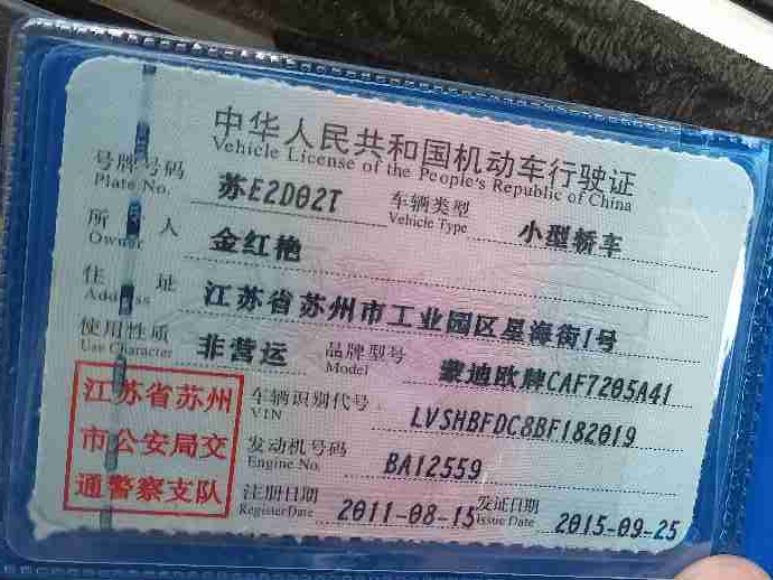 中华人民共和国机动车行驶证
Vehicle License of the People's Republic of China
号牌号码 苏E2D02T 车辆类型 小型轿车
Plate No. Vehicle Type
所 人 金红艳
Owner
住 址 江苏省苏州市工业园区星海街1号
Address
使用性质 非营运 品牌型号 蒙迪欧牌CAF7205A41
Use Character Model
江苏省苏州 车辆识别代号 LVSHBFDC8BF182019
VIN
市公安局交 发动机号码 BA12559
Engine No.
通警察支队 注册日期 2011-08-15 发证日期 2015-09-25
Register Date Issue Date